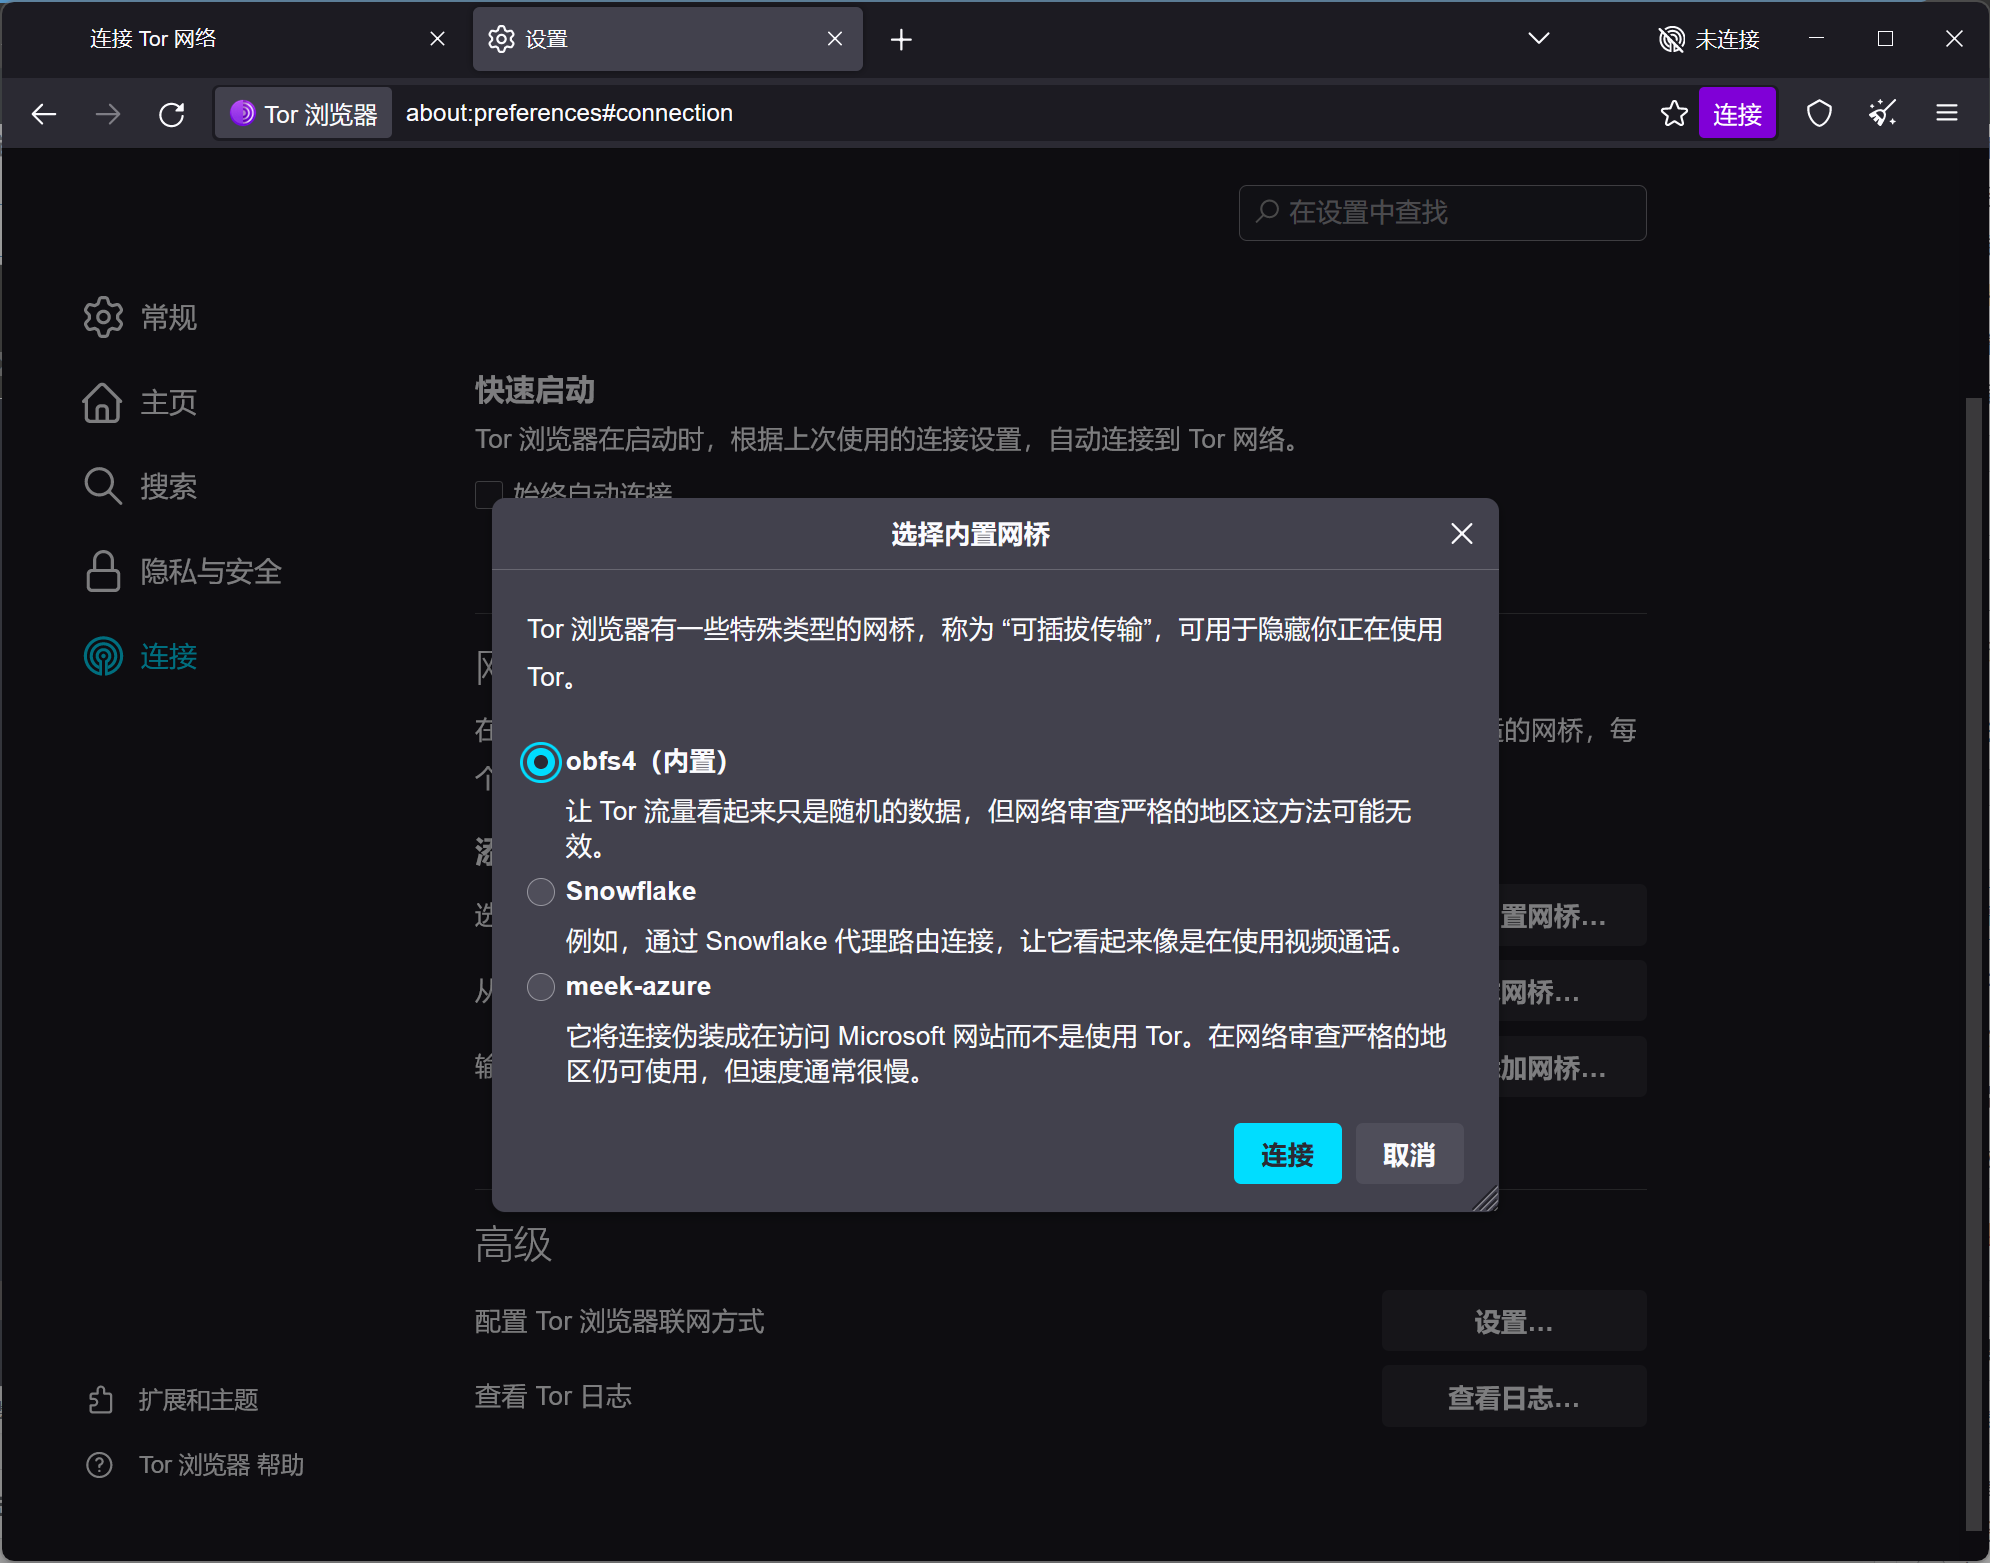 连接 Tor 网络
设置
未连接
Tor 浏览器
about:preferences#connection
连接
在设置中查找
常规
主页
搜索
隐私与安全
连接
快速启动
Tor 浏览器在启动时，根据上次使用的连接设置，自动连接到 Tor 网络。
始终自动连接
选择内置网桥
Tor 浏览器有一些特殊类型的网桥，称为 “可插拔传输”，可用于隐藏你正在使用
Tor。
在
的网桥，每
个
obfs4（内置）
让 Tor 流量看起来只是随机的数据，但网络审查严格的地区这方法可能无
效。
Snowflake
例如，通过 Snowflake 代理路由连接，让它看起来像是在使用视频通话。
选
置网桥…
meek-azure
从
网桥…
它将连接伪装成在访问 Microsoft 网站而不是使用 Tor。在网络审查严格的地
区仍可使用，但速度通常很慢。
输
加网桥…
连接
取消
高级
配置 Tor 浏览器联网方式
设置…
查看 Tor 日志
查看日志…
扩展和主题
Tor 浏览器 帮助